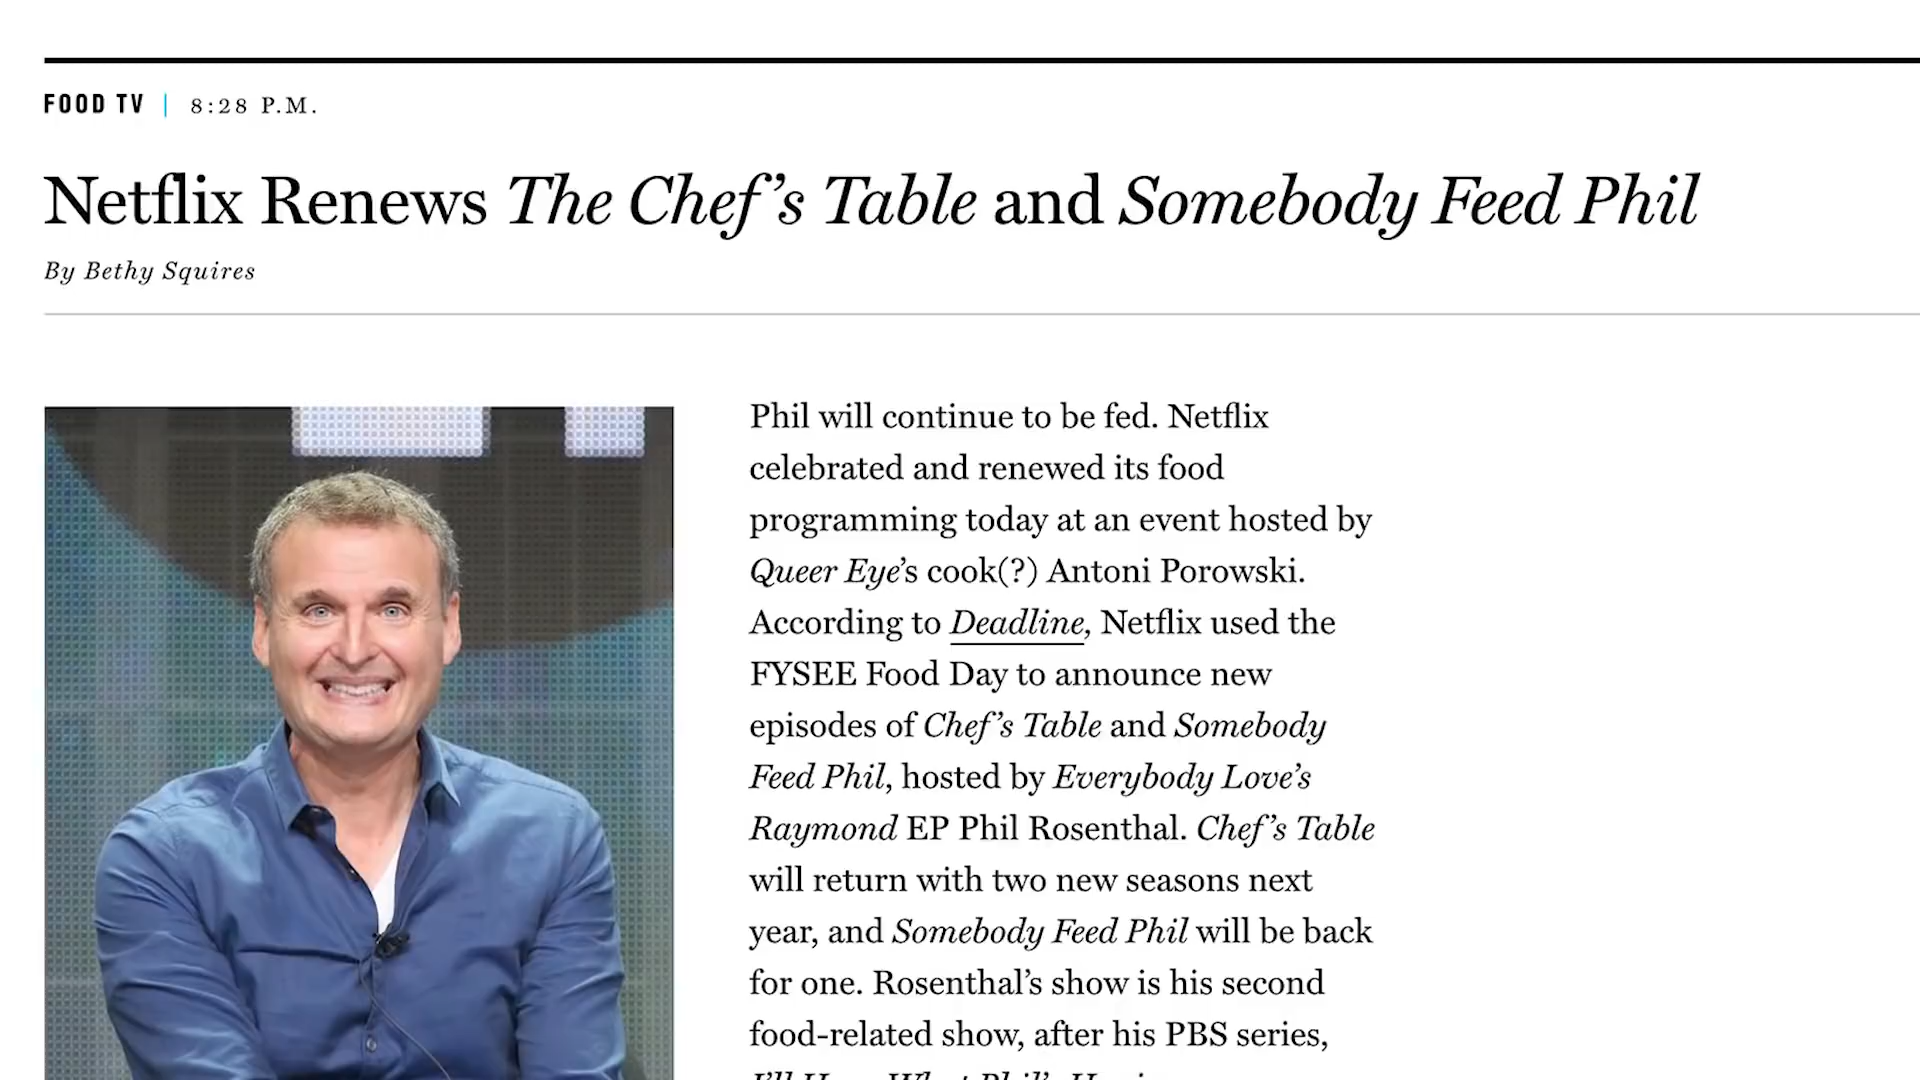 FOOD TV | 8:28 P.M.
Netflix Renews The Chef's Table and Somebody Feed Phil
By Bethy Squires
Phil will continue to be fed. Netflix
celebrated and renewed its food
programming today at an event hosted by
Queer Eye’s cook(?) Antoni Porowski.
According to Deadline, Netflix used the
FYSEE Food Day to announce new
episodes of Chef’s Table and Somebody
Feed Phil, hosted by Everybody Love’s
Raymond EP Phil Rosenthal. Chef’s Table
will return with two new seasons next
year, and Somebody Feed Phil will be back
for one. Rosenthal’s show is his second
food-related show, after his PBS series,